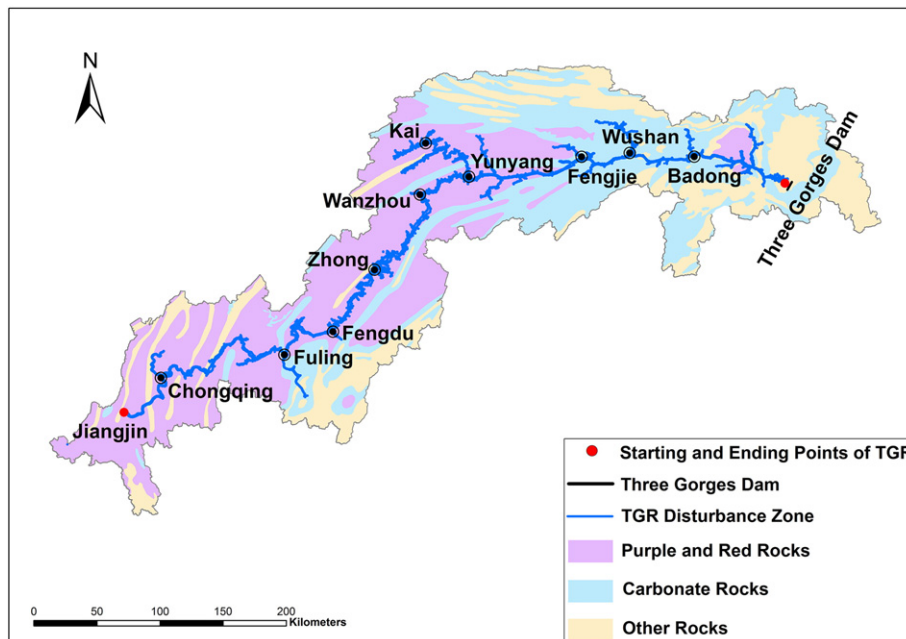 N
Kai
Wushan
Yunyang
Fengjie
Badong
Three Gorges Dam
Wanzhou
Zhong
Fengdu
Fuling
Chongqing
Jiangjin
Starting and Ending Points of TGR
Three Gorges Dam
TGR Disturbance Zone
Purple and Red Rocks
Carbonate Rocks
Other Rocks
0 50 100 150 200
Kilometers